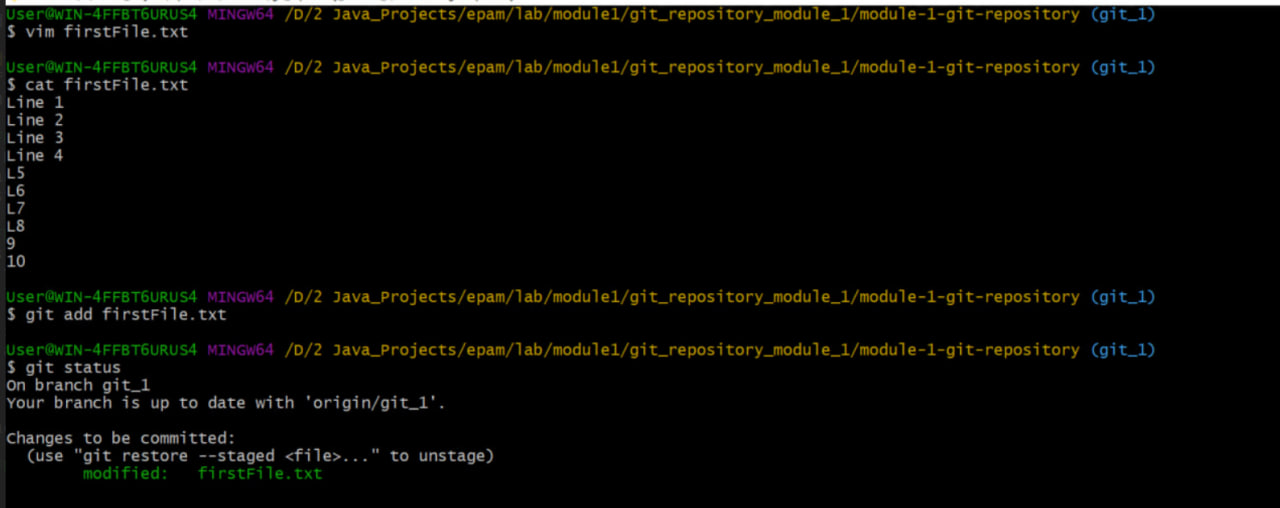 User@WIN-4FFBT6URUS4 MINGW64 /D/2 Java_Projects/epam/lab/module1/git_repository_module_1/module-1-git-repository (git_1)
$ vim firstFile.txt
User@WIN-4FFBT6URUS4 MINGW64 /D/2 Java_Projects/epam/lab/module1/git_repository_module_1/module-1-git-repository (git_1)
$ cat firstFile.txt
Line 1
Line 2
Line 3
Line 4
L5
L6
L7
L8
9
10
User@WIN-4FFBT6URUS4 MINGW64 /D/2 Java_Projects/epam/lab/module1/git_repository_module_1/module-1-git-repository (git_1)
$ git add firstFile.txt
User@WIN-4FFBT6URUS4 MINGW64 /D/2 Java_Projects/epam/lab/module1/git_repository_module_1/module-1-git-repository (git_1)
$ git status
On branch git_1
Your branch is up to date with 'origin/git_1'.
Changes to be committed:
  (use "git restore --staged <file>..." to unstage)
        modified:   firstFile.txt